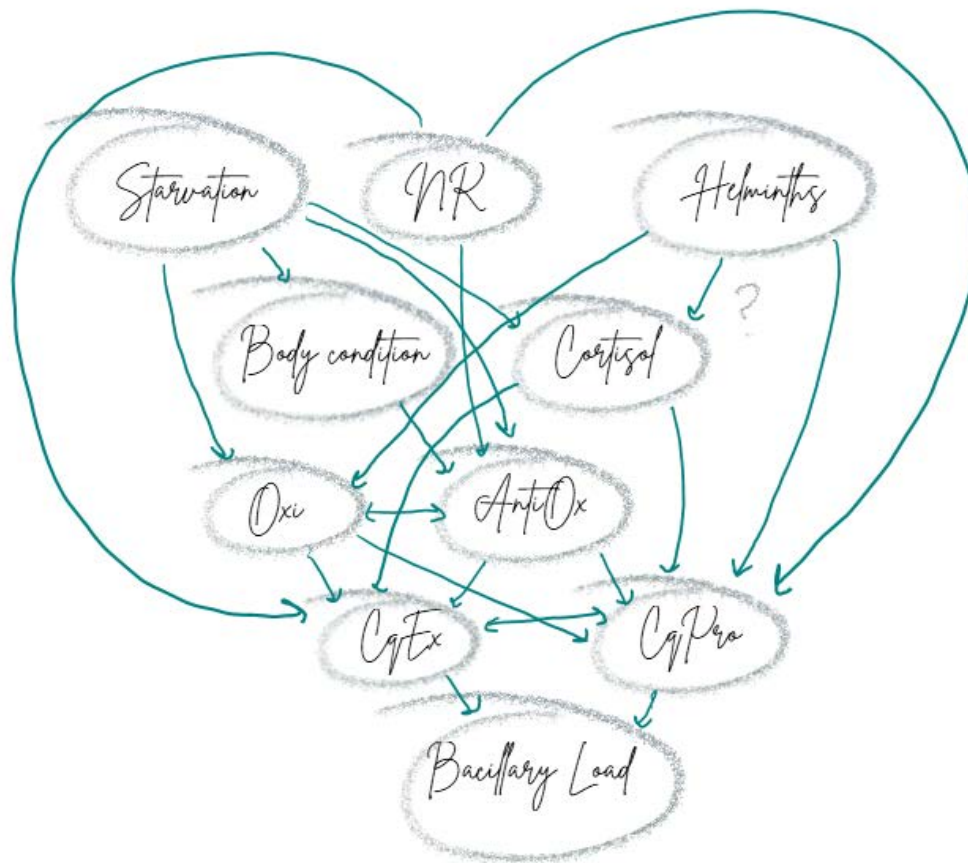 Starvation
NR
Helminths
?
Body condition
Cortisol
Oxi
AntiOx
CqEx
CqPro
Bacillary Load